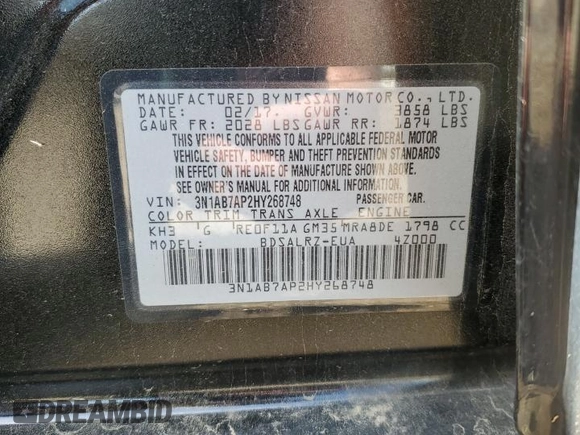 MANUFACTURED BY NISSAN MOTOR CO., LTD.
DATE: 02/17. GVWR: 3858 LBS
GAWR FR: 2028 LBS GAWR RR: 1874 LBS
THIS VEHICLE CONFORMS TO ALL APPLICABLE FEDERAL MOTOR
VEHICLE SAFETY, BUMPER AND THEFT PREVENTION STANDARDS
IN EFFECT ON THE DATE OF MANUFACTURE SHOWN ABOVE.
SEE OWNER'S MANUAL FOR ADDITIONAL INFORMATION.
VIN: 3N1AB7AP2HY268748 PASSENGER CAR.
COLOR TRIM TRANS AXLE ENGINE
KH3 G RE0F11A GM35 MRA8DE 1798 CC
BDSALRZ-EUA 4Z000
3N1AB7AP2HY268748
DREAMBID